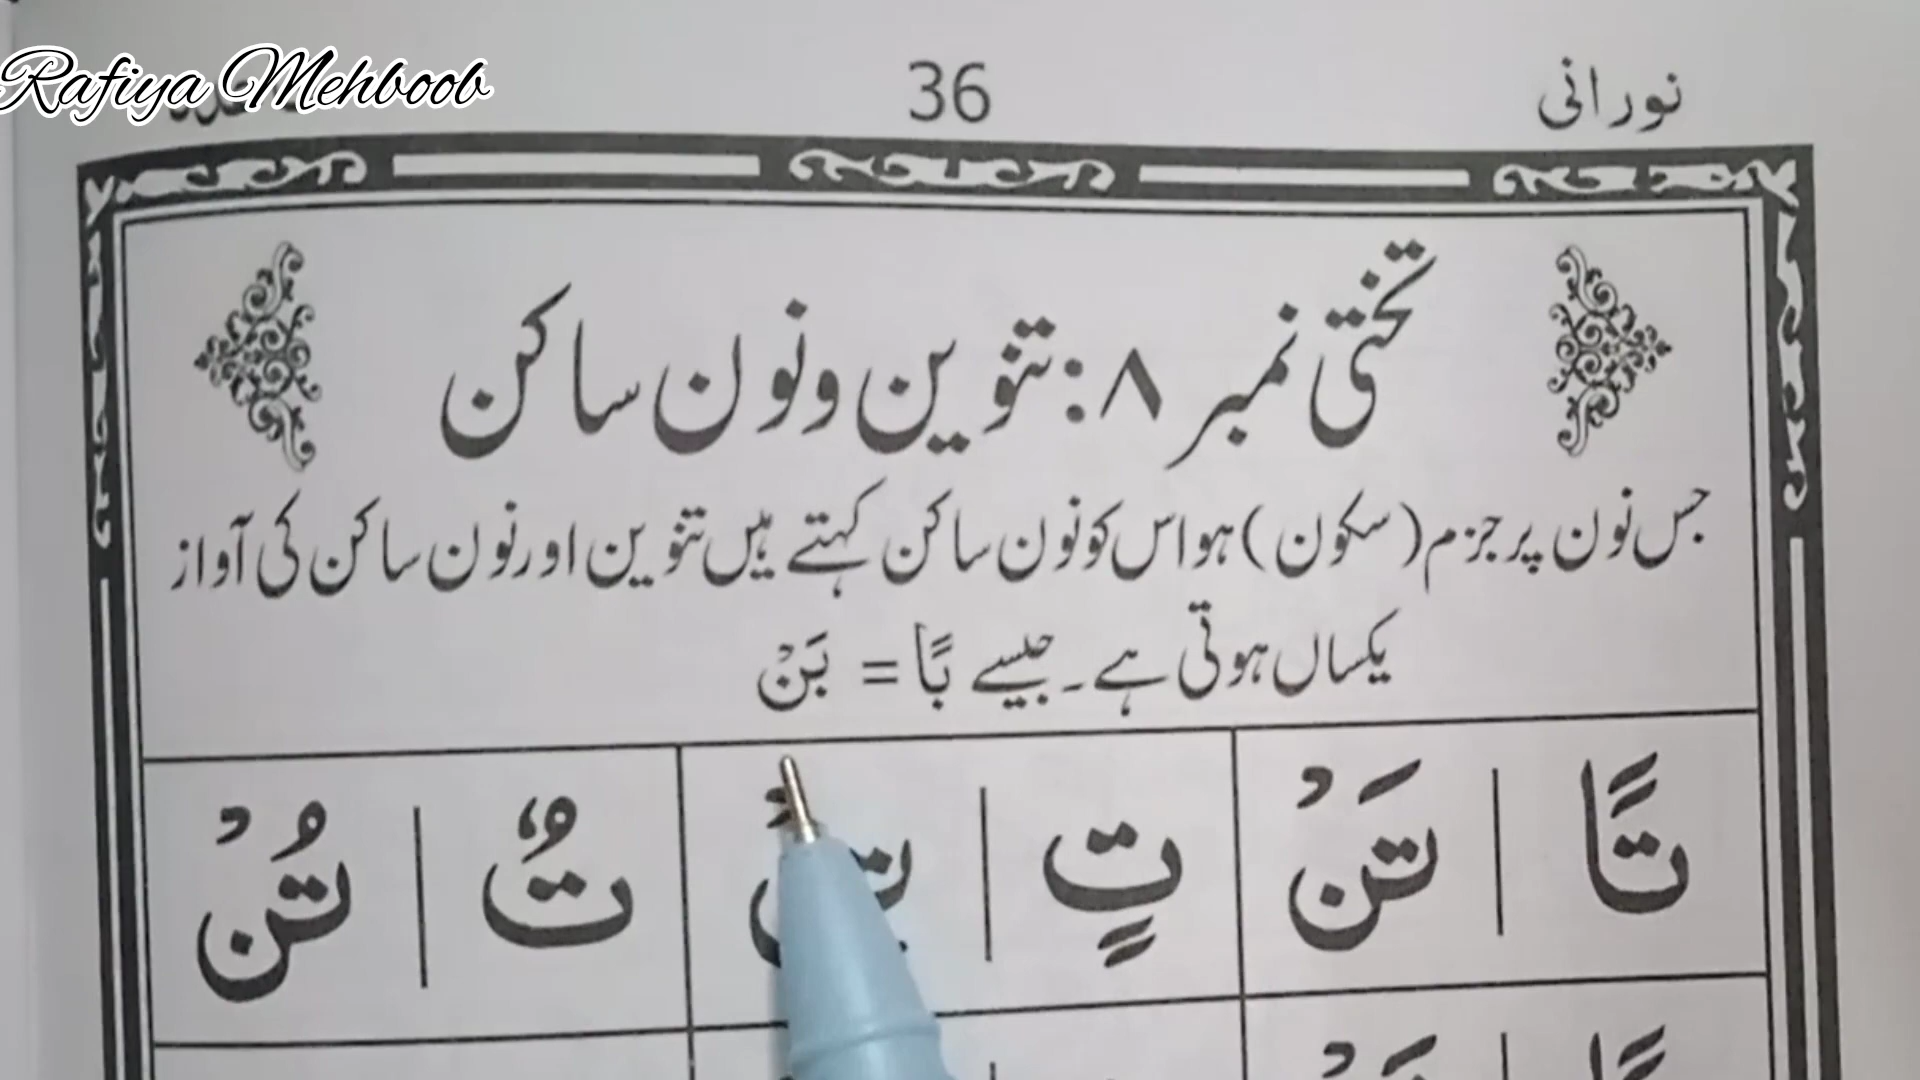 Rafiya Mehboob
نورانی 36
تختی نمبر ۸: تنوین و نون ساکن
جس نون پر جزم (سکون) ہو اس کو نون ساکن کہتے ہیں تنوین اور نون ساکن کی آواز
یکساں ہوتی ہے۔ جیسے بًا = بَنْ
تًا | تَنْ تٍ | تٌ | تُنْ